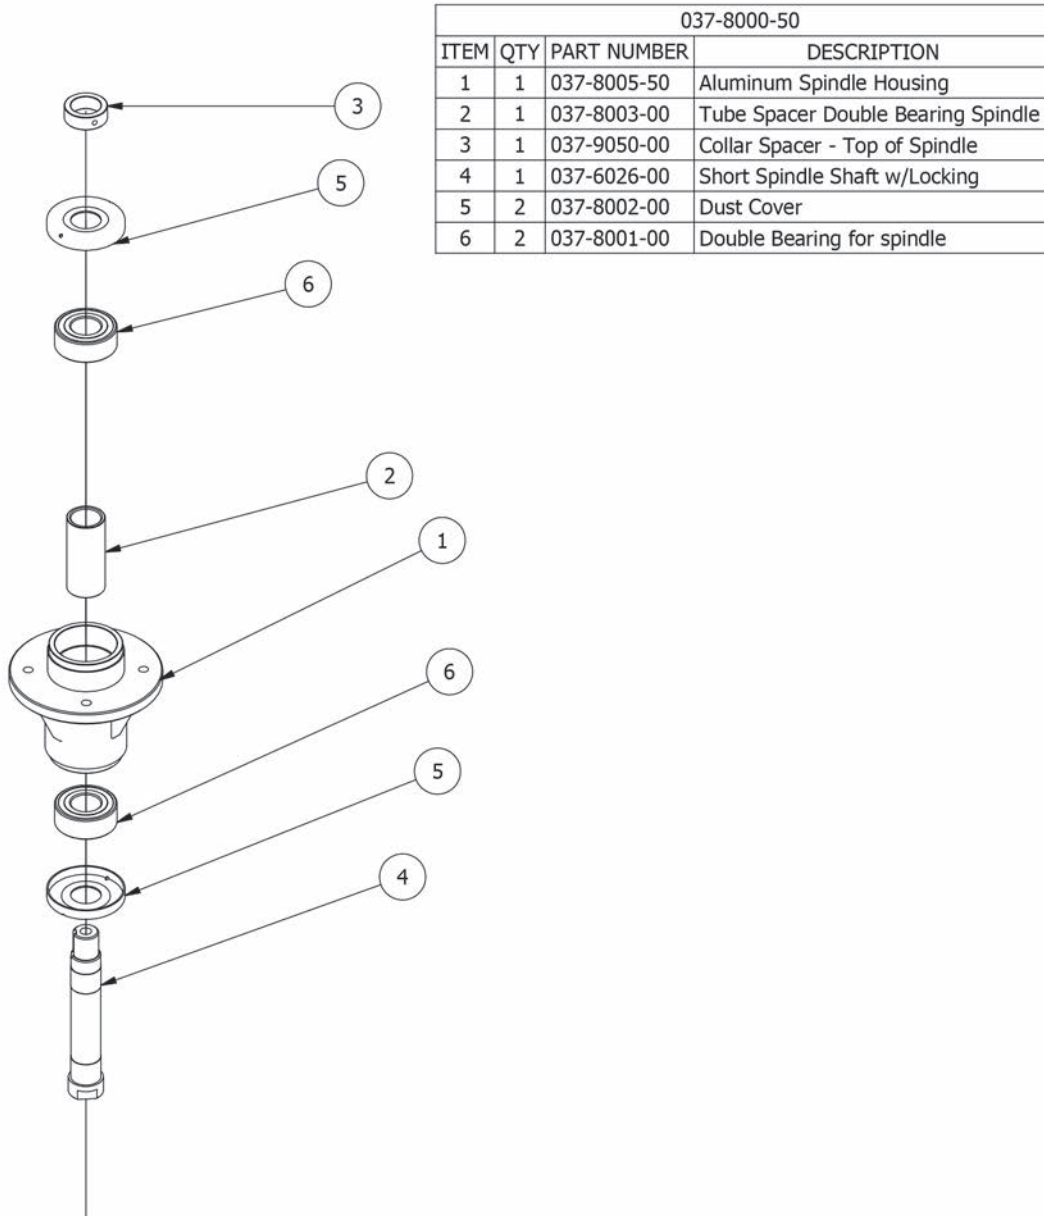 037-8000-50
ITEM QTY PART NUMBER DESCRIPTION
1 1 037-8005-50 Aluminum Spindle Housing
2 1 037-8003-00 Tube Spacer Double Bearing Spindle
3 1 037-9050-00 Collar Spacer - Top of Spindle
4 1 037-6026-00 Short Spindle Shaft w/Locking
5 2 037-8002-00 Dust Cover
6 2 037-8001-00 Double Bearing for spindle
3
5
6
2
1
6
5
4